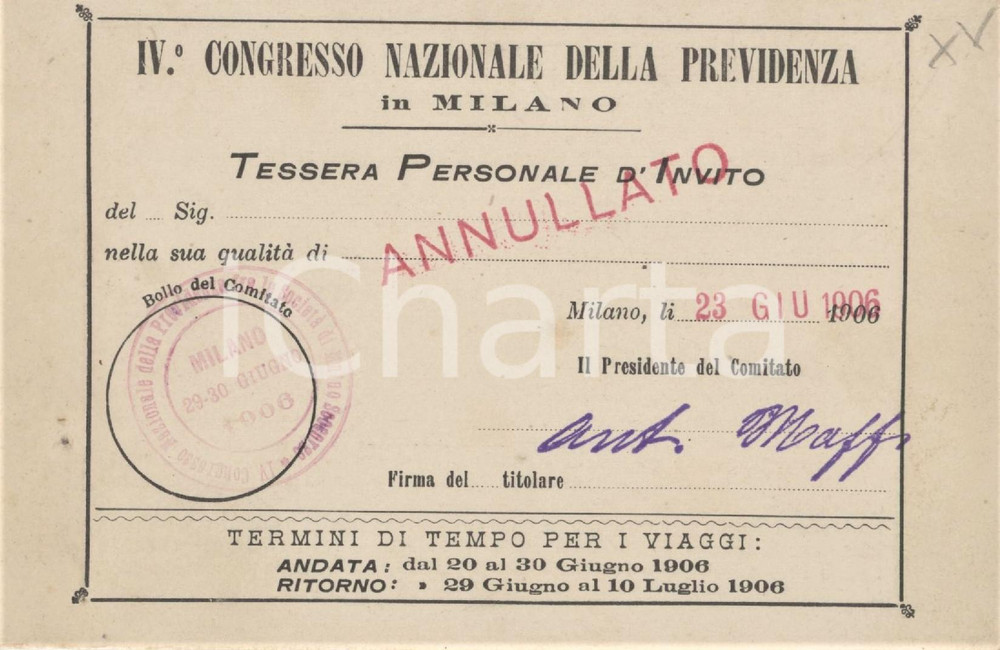 XV
IV.º CONGRESSO NAZIONALE DELLA PREVIDENZA
in MILANO
TESSERA PERSONALE D'INVITO
ANNULLATO
del Sig.
nella sua qualità di
Bollo del Comitato
MILANO
29-30 GIUGNO
1906
Milano, li 23 GIU 1906 1906
Il Presidente del Comitato
Ant. Maffi
Firma del titolare
TERMINI DI TEMPO PER I VIAGGI:
ANDATA: dal 20 al 30 Giugno 1906
RITORNO: » 29 Giugno al 10 Luglio 1906
iCharta